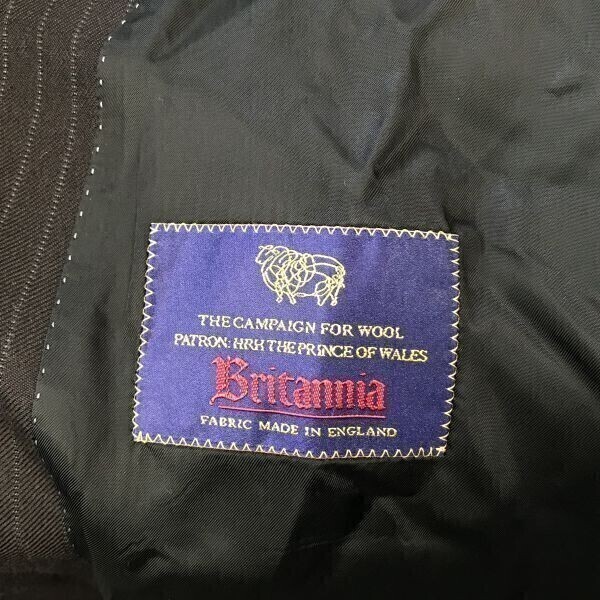 THE CAMPAIGN FOR WOOL
PATRON: HRH THE PRINCE OF WALES
Britannia
FABRIC MADE IN ENGLAND